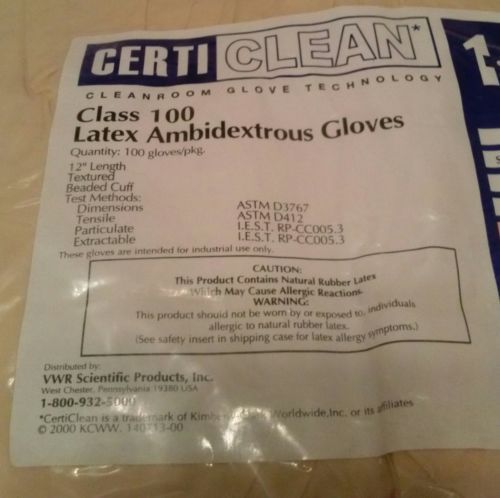 CERTI CLEAN*
CLEANROOM GLOVE TECHNOLOGY
Class 100
Latex Ambidextrous Gloves
Quantity: 100 gloves/pkg.
12" Length
Textured
Beaded Cuff
Test Methods:
Dimensions ASTM D3767
Tensile ASTM D412
Particulate I.E.S.T. RP-CC005.3
Extractable I.E.S.T. RP-CC005.3
These gloves are intended for industrial use only.
CAUTION:
This Product Contains Natural Rubber Latex
Which May Cause Allergic Reactions.
WARNING:
This product should not be worn by or exposed to, individuals
allergic to natural rubber latex.
(See safety insert in shipping case for latex allergy symptoms.)
Distributed by:
VWR Scientific Products, Inc.
West Chester, Pennsylvania 19380 USA
1-800-932-5000
*CertiClean is a trademark of Worldwide, Inc. or its affiliates
© 2000 KCWW.